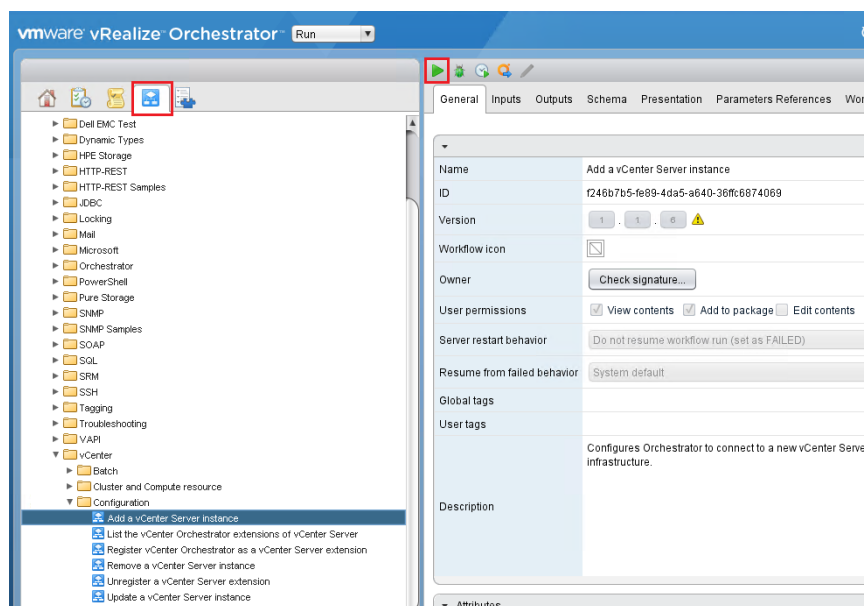 vmware vRealize Orchestrator Run
General Inputs Outputs Schema Presentation Parameters References
Dell EMC Test
Dynamic Types
HPE Storage
HTTP-REST
HTTP-REST Samples
JDBC
Locking
Mail
Microsoft
Orchestrator
PowerShell
Pure Storage
SNMP
SNMP Samples
SOAP
SQL
SRM
SSH
Tagging
Troubleshooting
VAPI
vCenter
Batch
Cluster and Compute resource
Configuration
Add a vCenter Server instance
List the vCenter Orchestrator extensions of vCenter Server
Register vCenter Orchestrator as a vCenter Server extension
Remove a vCenter Server instance
Unregister a vCenter Server extension
Update a vCenter Server instance
Name Add a vCenter Server instance
ID f246b7b5-fe89-4da5-a640-36ffc6874069
Version 1 . 1 . 6
Workflow icon
Owner Check signature...
User permissions View contents Add to package Edit contents
Server restart behavior Do not resume workflow run (set as FAILED)
Resume from failed behavior System default
Global tags
User tags
Description Configures Orchestrator to connect to a new vCenter Serve
infrastructure.
Attributes